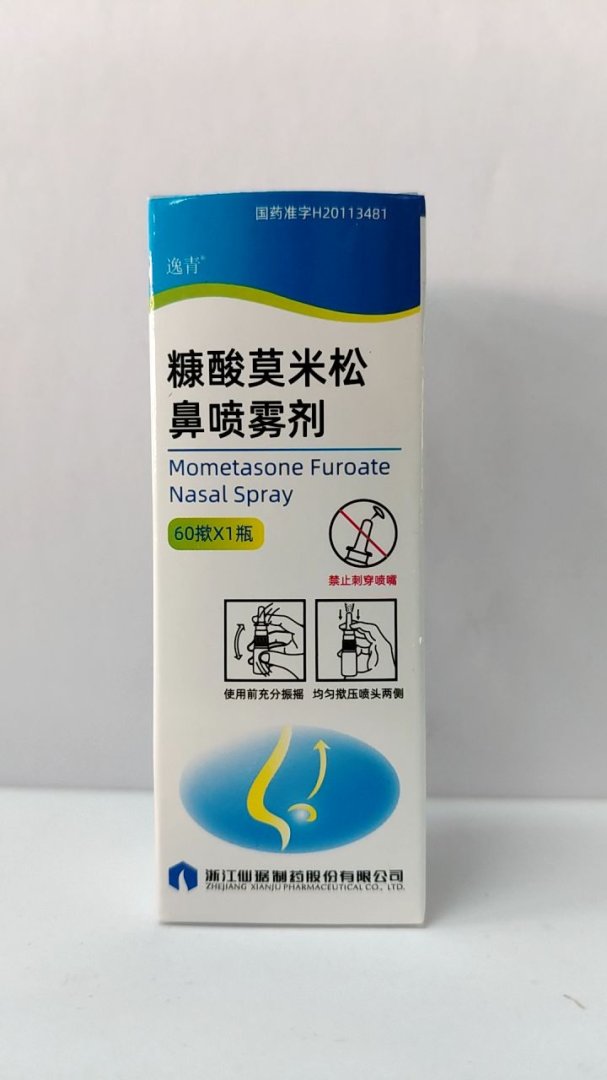 国药准字H20113481
逸青®
糠酸莫米松
鼻喷雾剂
Mometasone Furoate
Nasal Spray
60揿X1瓶
禁止刺穿喷嘴
使用前充分振摇 均匀揿压喷头两侧
浙江仙琚制药股份有限公司
ZHEJIANG XIANJU PHARMACEUTICAL CO., LTD.